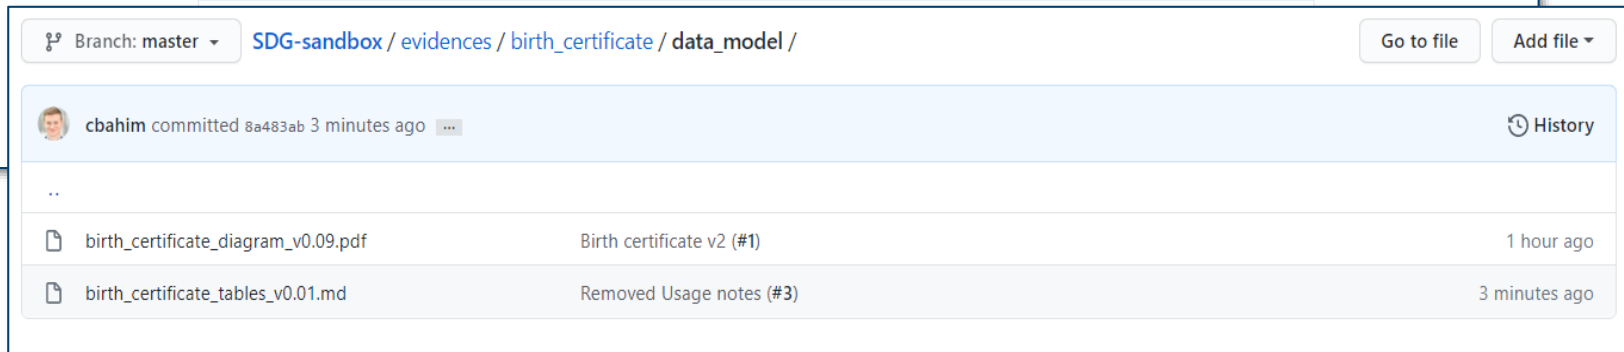 Branch: master SDG-sandbox / evidences / birth_certificate / data_model / Go to file Add file
cbahim committed 8a483ab 3 minutes ago ... History
..
birth_certificate_diagram_v0.09.pdf Birth certificate v2 (#1) 1 hour ago
birth_certificate_tables_v0.01.md Removed Usage notes (#3) 3 minutes ago